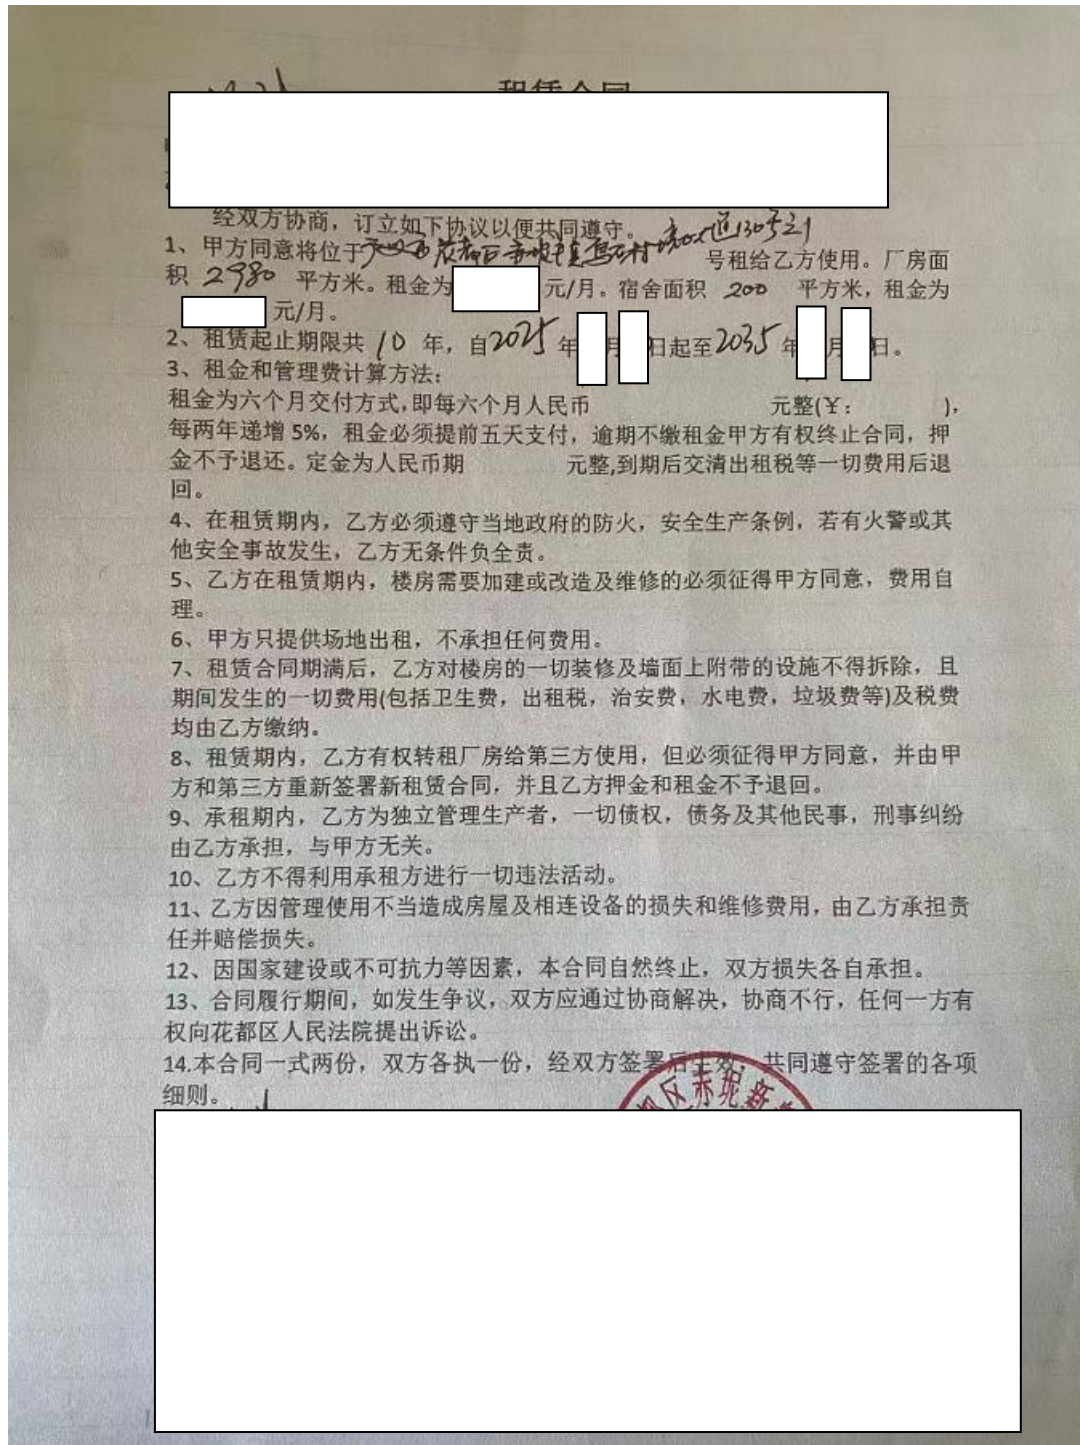 租赁合同
经双方协商，订立如下协议以便共同遵守。
1、甲方同意将位于广州市花都区赤坭镇 村 大道130号之1
号租给乙方使用。厂房面
积 2980 平方米。租金为 元/月。宿舍面积 200 平方米，租金为
元/月。
2、租赁起止期限共 10 年，自2025年 月 日起至2035年 月 日。
3、租金和管理费计算方法：
租金为六个月交付方式，即每六个月人民币 元整(￥： )，
每两年递增 5%，租金必须提前五天支付，逾期不缴租金甲方有权终止合同，押
金不予退还。定金为人民币期 元整,到期后交清出租税等一切费用后退
回。
4、在租赁期内，乙方必须遵守当地政府的防火，安全生产条例，若有火警或其
他安全事故发生，乙方无条件负全责。
5、乙方在租赁期内，楼房需要加建或改造及维修的必须征得甲方同意，费用自
理。
6、甲方只提供场地出租，不承担任何费用。
7、租赁合同期满后，乙方对楼房的一切装修及墙面上附带的设施不得拆除，且
期间发生的一切费用(包括卫生费，出租税，治安费，水电费，垃圾费等)及税费
均由乙方缴纳。
8、租赁期内，乙方有权转租厂房给第三方使用，但必须征得甲方同意，并由甲
方和第三方重新签署新租赁合同，并且乙方押金和租金不予退回。
9、承租期内，乙方为独立管理生产者，一切债权，债务及其他民事，刑事纠纷
由乙方承担，与甲方无关。
10、乙方不得利用承租方进行一切违法活动。
11、乙方因管理使用不当造成房屋及相连设备的损失和维修费用，由乙方承担责
任并赔偿损失。
12、因国家建设或不可抗力等因素，本合同自然终止，双方损失各自承担。
13、合同履行期间，如发生争议，双方应通过协商解决，协商不行，任何一方有
权向花都区人民法院提出诉讼。
14.本合同一式两份，双方各执一份，经双方签署后生效，共同遵守签署的各项
细则。
都区赤坭新